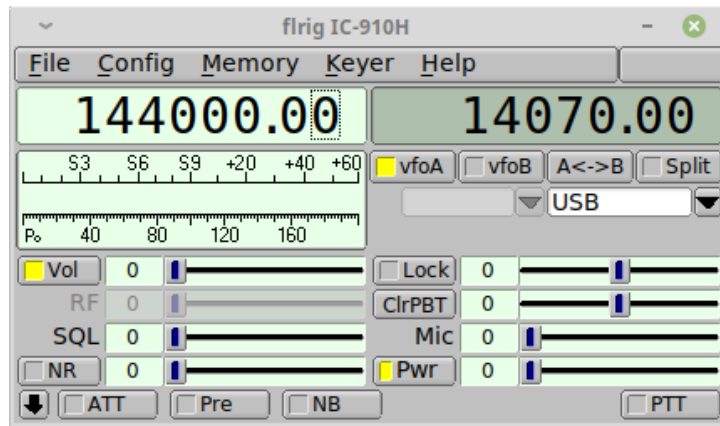 flrig IC-910H
File Config Memory Keyer Help
144000.00 14070.00
S3 S6 S9 +20 +40 +60 vfoA vfoB A<->B Split
USB
Po 40 80 120 160
Vol 0 Lock 0
RF 0 ClrPBT 0
SQL 0 Mic 0
NR 0 Pwr 0
ATT Pre NB PTT